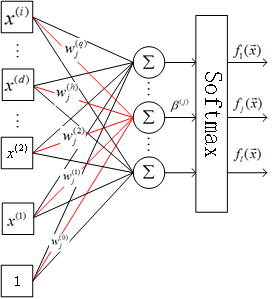 x^{(i)}
⋮
x^{(d)}
⋮
x^{(2)}
x^{(1)}
1
w_j^{(q)}
w_j^{(h)}
w_j^{(2)}
w_j^{(1)}
w_j^{(0)}
Σ
Σ
⋮
Σ
β^{(j)}
Softmax
f_1(x⃗)
f_j(x⃗)
f_l(x⃗)